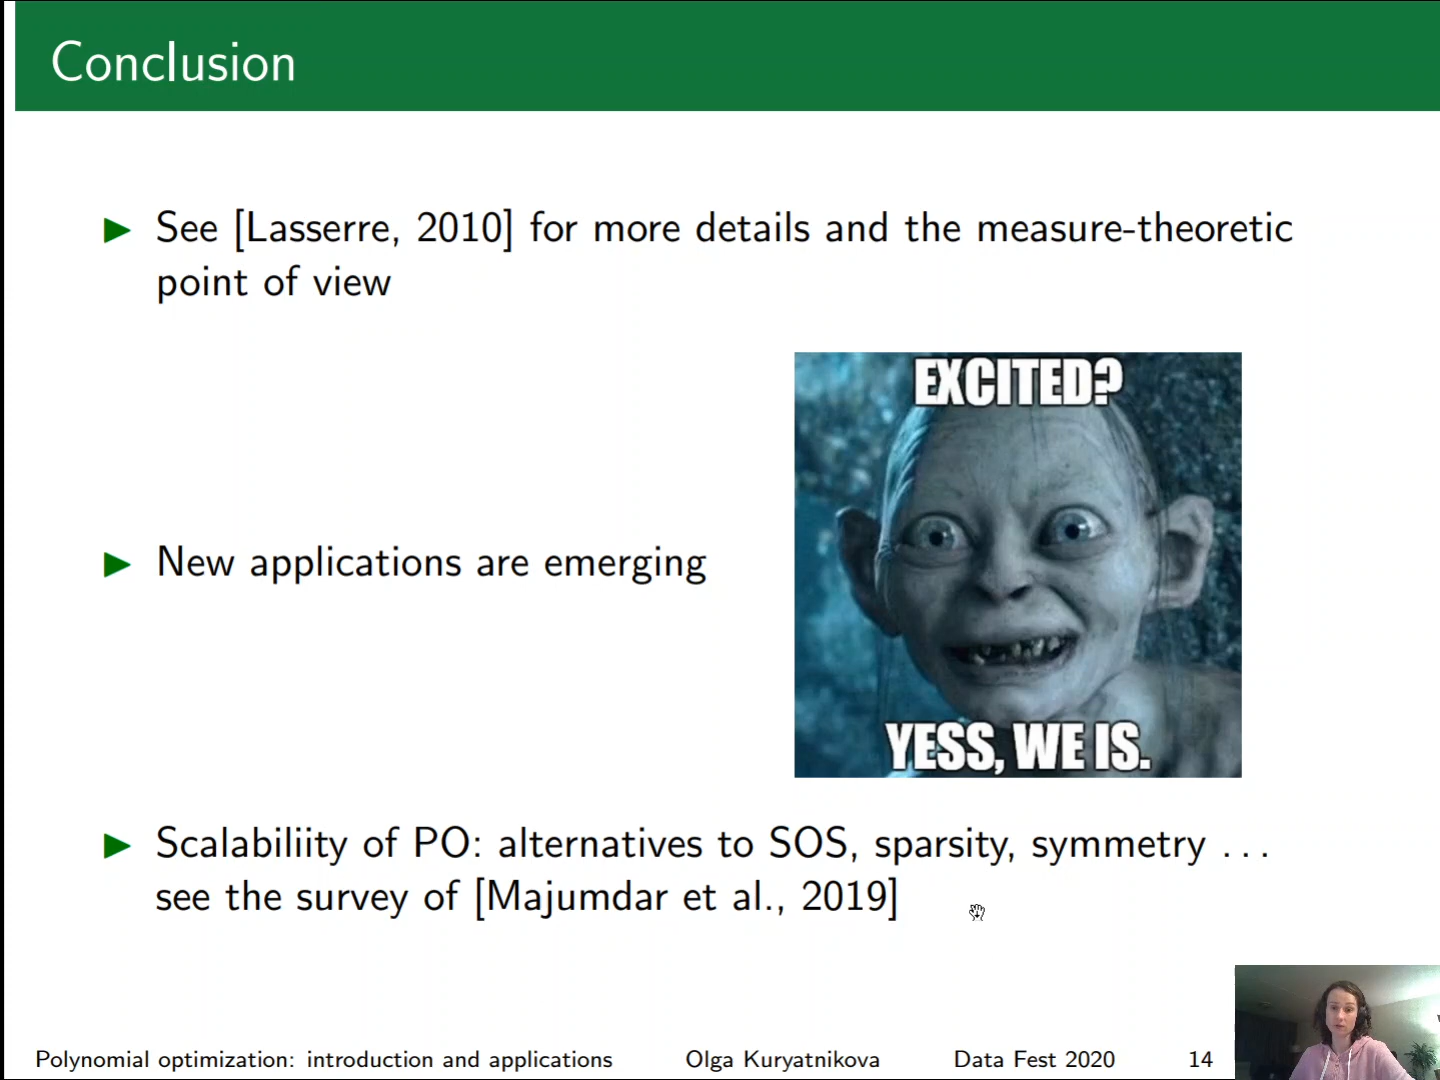 Conclusion
► See [Lasserre, 2010] for more details and the measure-theoretic
point of view
EXCITED?
► New applications are emerging
YESS, WE IS.
► Scalabiliity of PO: alternatives to SOS, sparsity, symmetry . . .
see the survey of [Majumdar et al., 2019]
Polynomial optimization: introduction and applications Olga Kuryatnikova Data Fest 2020 14